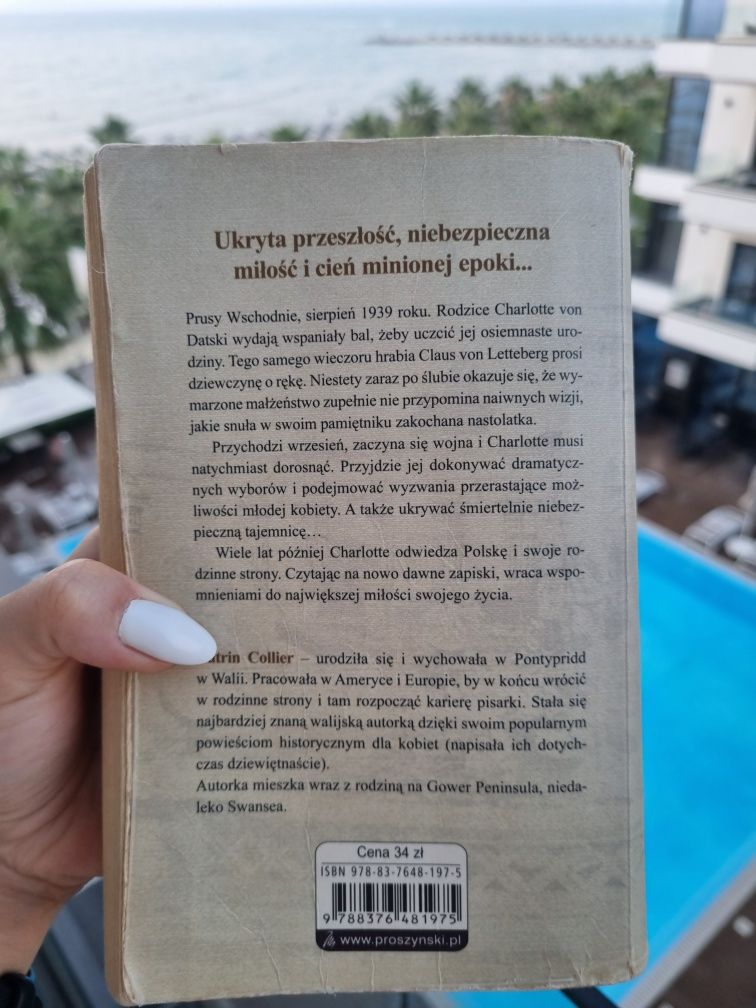 Ukryta przeszłość, niebezpieczna
miłość i cień minionej epoki...
Prusy Wschodnie, sierpień 1939 roku. Rodzice Charlotte von
Datski wydają wspaniały bal, żeby uczcić jej osiemnaste uro-
dziny. Tego samego wieczoru hrabia Claus von Letteberg prosi
dziewczynę o rękę. Niestety zaraz po ślubie okazuje się, że wy-
marzone małżeństwo zupełnie nie przypomina naiwnych wizji,
jakie snuła w swoim pamiętniku zakochana nastolatka.
Przychodzi wrzesień, zaczyna się wojna i Charlotte musi
natychmiast dorosnąć. Przyjdzie jej dokonywać dramatycz-
nych wyborów i podejmować wyzwania przerastające moż-
liwości młodej kobiety. A także ukrywać śmiertelnie niebez-
pieczną tajemnicę...
Wiele lat później Charlotte odwiedza Polskę i swoje ro-
dzinne strony. Czytając na nowo dawne zapiski, wraca wspo-
mnieniami do największej miłości swojego życia.
Collier – urodziła się i wychowała w Pontypridd
w Walii. Pracowała w Ameryce i Europie, by w końcu wrócić
w rodzinne strony i tam rozpocząć karierę pisarki. Stała się
najbardziej znaną walijską autorką dzięki swoim popularnym
powieściom historycznym dla kobiet (napisała ich dotych-
czas dziewiętnaście).
Autorka mieszka wraz z rodziną na Gower Peninsula, nieda-
leko Swansea.
Cena 34 zł
ISBN 978-83-7648-197-5
9 788376 481975
www.proszynski.pl